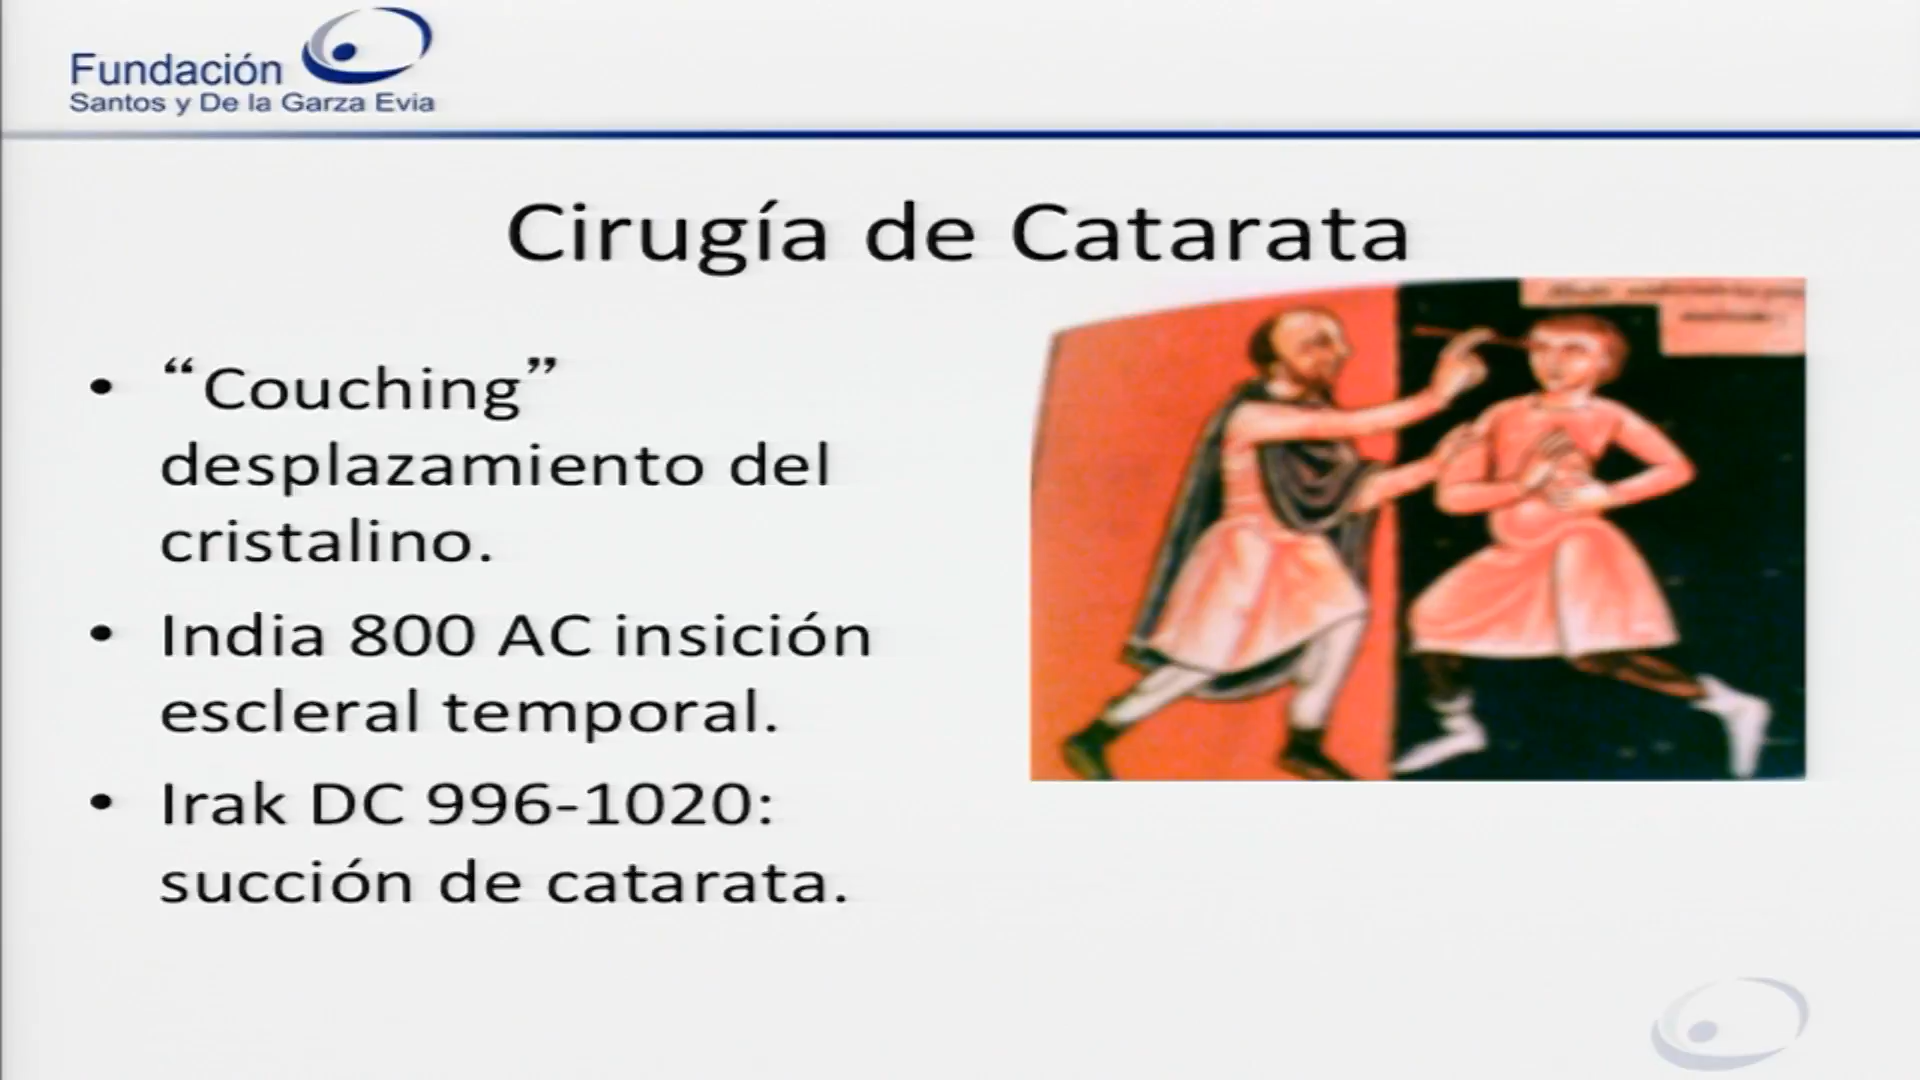 Fundación
Santos y De la Garza Evia
Cirugía de Catarata
• “Couching”
desplazamiento del
cristalino.
• India 800 AC insición
escleral temporal.
• Irak DC 996-1020:
succión de catarata.